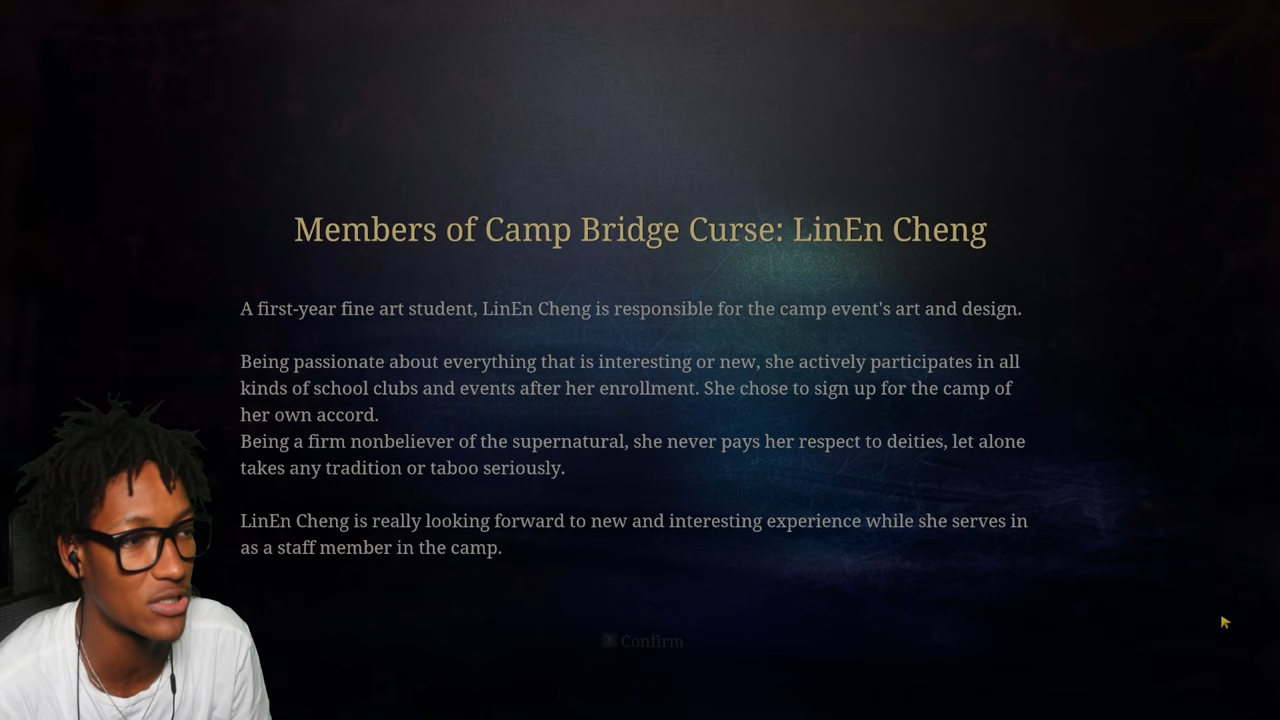 Members of Camp Bridge Curse: LinEn Cheng
A first-year fine art student, LinEn Cheng is responsible for the camp event's art and design.
Being passionate about everything that is interesting or new, she actively participates in all
kinds of school clubs and events after her enrollment. She chose to sign up for the camp of
her own accord.
Being a firm nonbeliever of the supernatural, she never pays her respect to deities, let alone
takes any tradition or taboo seriously.
LinEn Cheng is really looking forward to new and interesting experience while she serves in
as a staff member in the camp.
Confirm